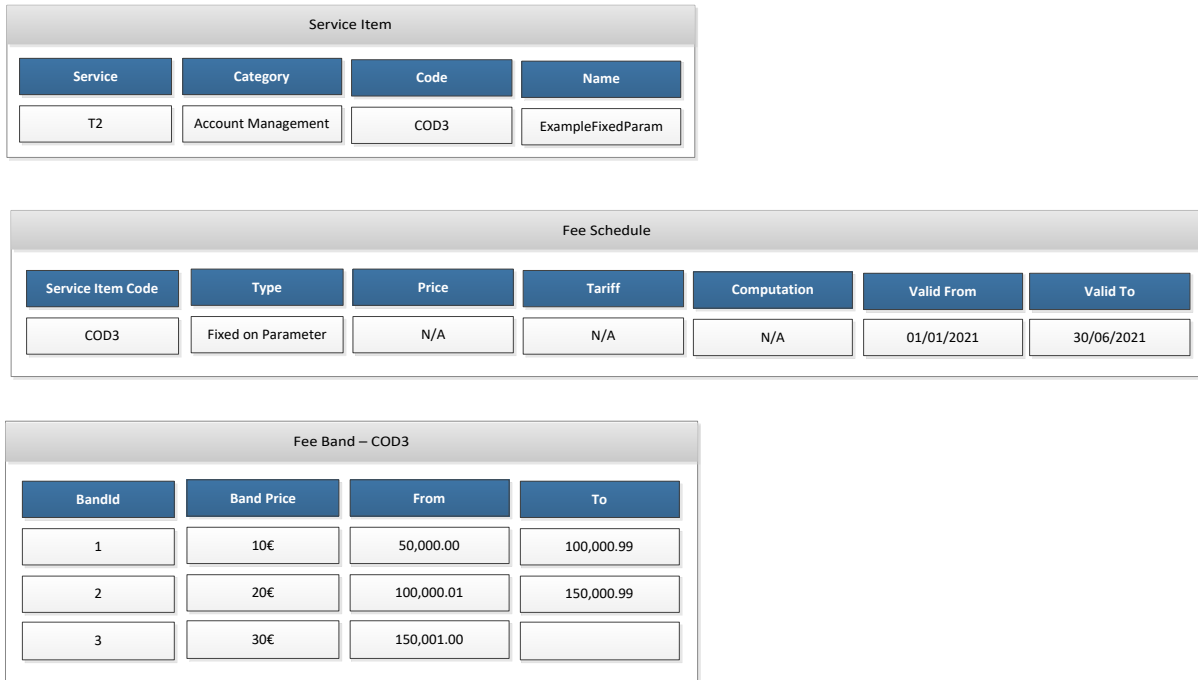 Service Item
Service Category Code Name
T2 Account Management COD3 ExampleFixedParam
Fee Schedule
Service Item Code Type Price Tariff Computation Valid From Valid To
COD3 Fixed on Parameter N/A N/A N/A 01/01/2021 30/06/2021
Fee Band – COD3
BandId Band Price From To
1 10€ 50,000.00 100,000.99
2 20€ 100,000.01 150,000.99
3 30€ 150,001.00